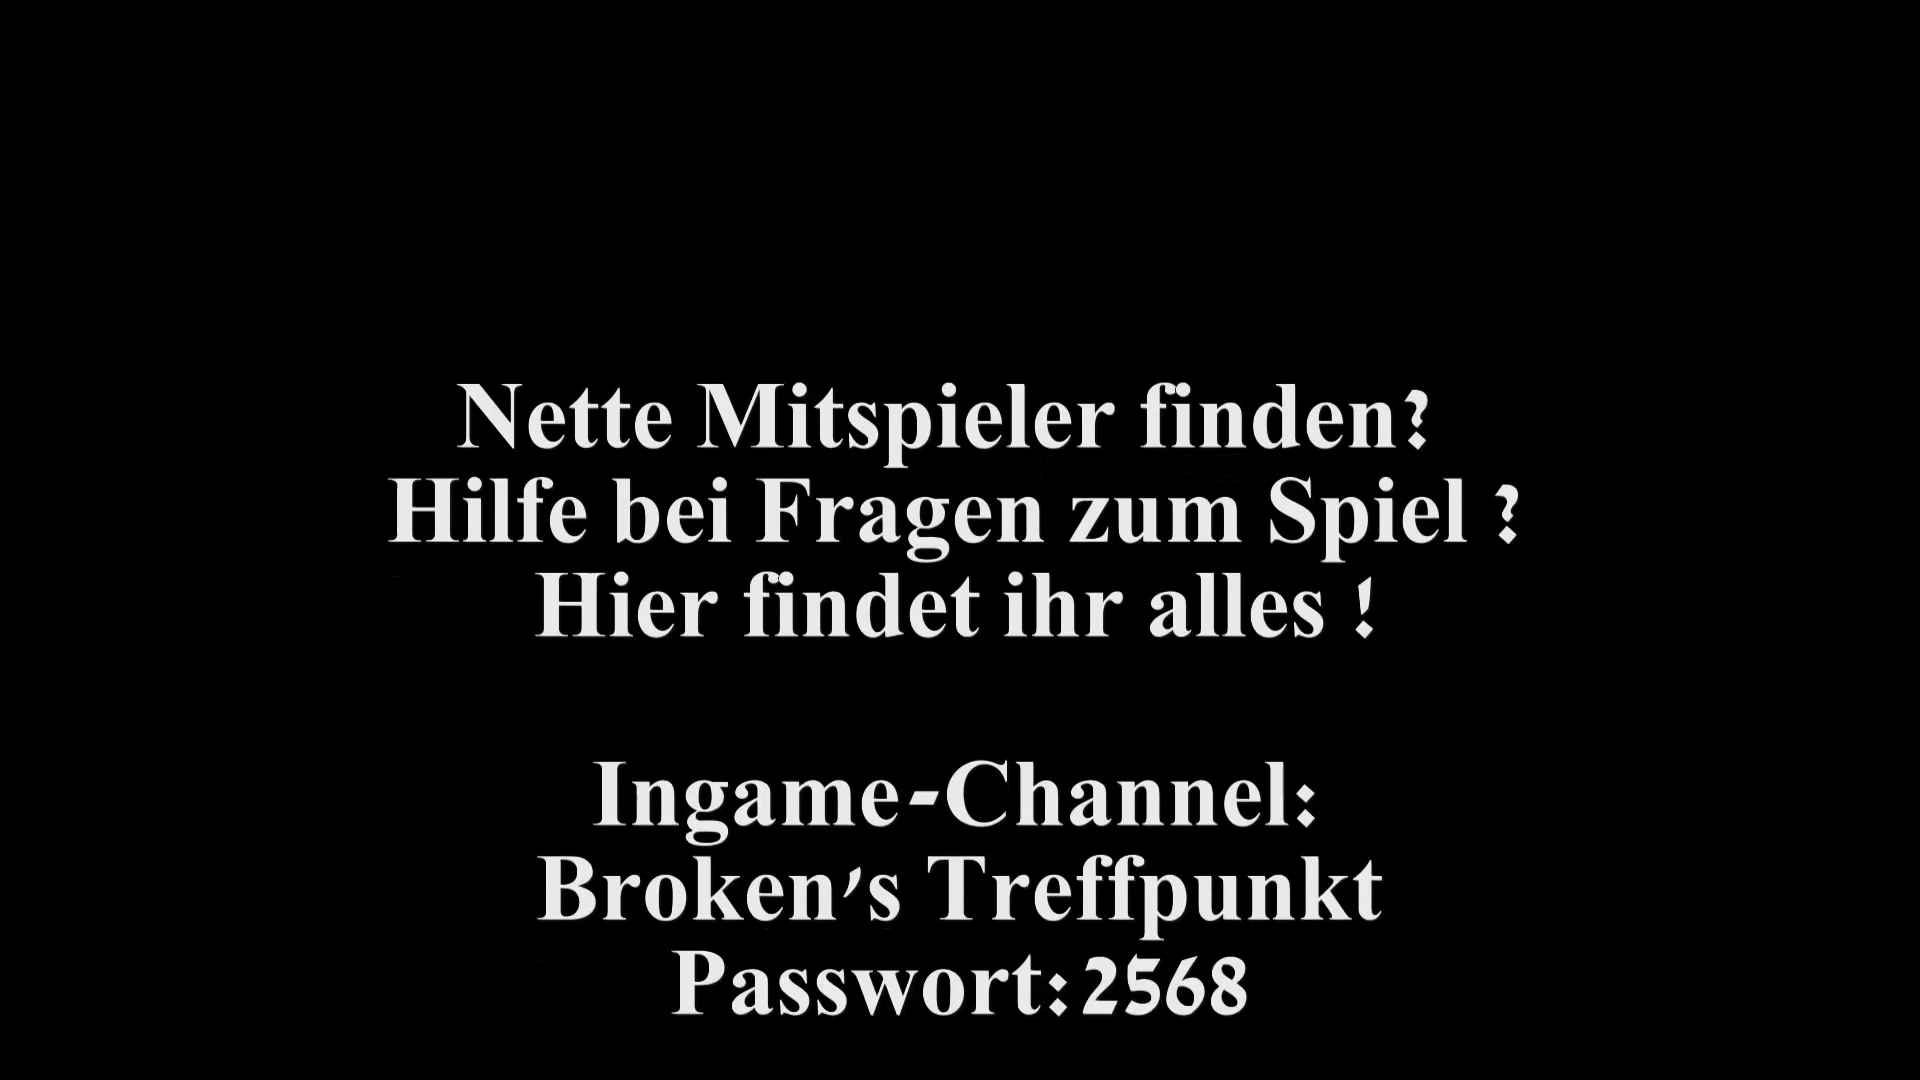 Nette Mitspieler finden?
Hilfe bei Fragen zum Spiel ?
Hier findet ihr alles !
Ingame-Channel:
Broken's Treffpunkt
Passwort:2568